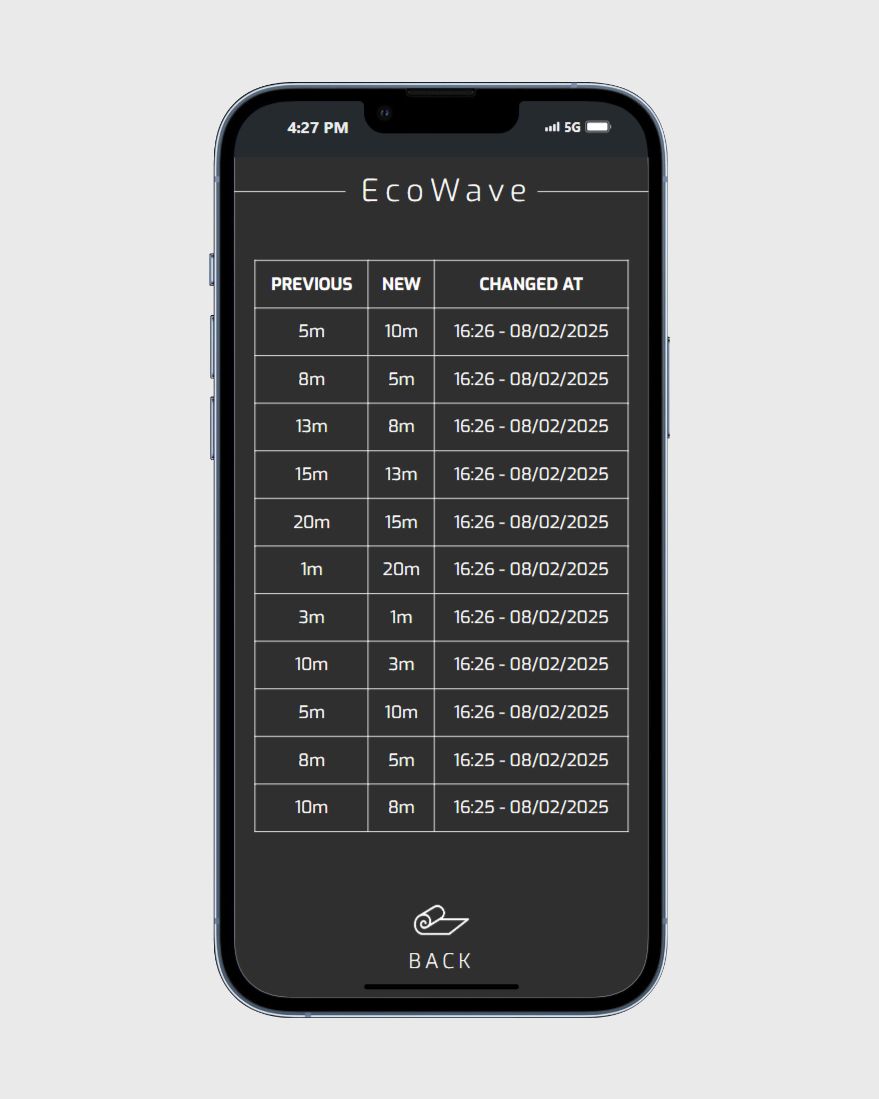 4:27 PM 5G
EcoWave
PREVIOUS NEW CHANGED AT
5m 10m 16:26 - 08/02/2025
8m 5m 16:26 - 08/02/2025
13m 8m 16:26 - 08/02/2025
15m 13m 16:26 - 08/02/2025
20m 15m 16:26 - 08/02/2025
1m 20m 16:26 - 08/02/2025
3m 1m 16:26 - 08/02/2025
10m 3m 16:26 - 08/02/2025
5m 10m 16:26 - 08/02/2025
8m 5m 16:25 - 08/02/2025
10m 8m 16:25 - 08/02/2025
BACK